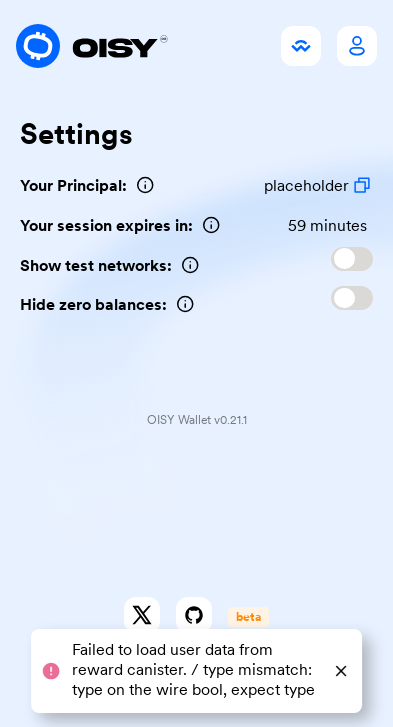 OISY
Settings
Your Principal: placeholder
Your session expires in: 59 minutes
Show test networks:
Hide zero balances:
OISY Wallet v0.21.1
beta
Failed to load user data from
reward canister. / type mismatch:
type on the wire bool, expect type